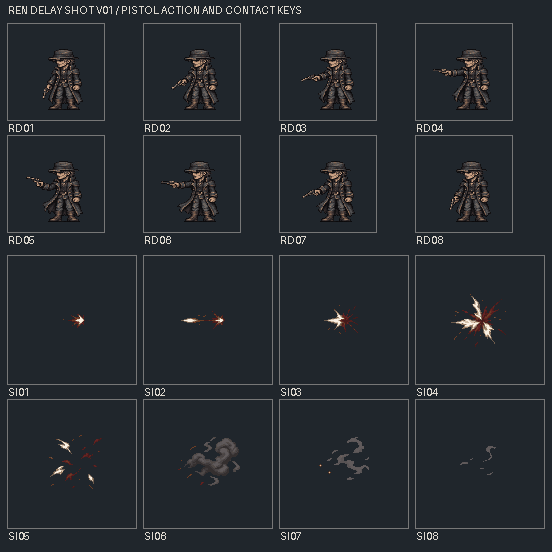 REN DELAY SHOT V01 / PISTOL ACTION AND CONTACT KEYS
RD01 RD02 RD03 RD04
RD05 RD06 RD07 RD08
SI01 SI02 SI03 SI04
SI05 SI06 SI07 SI08